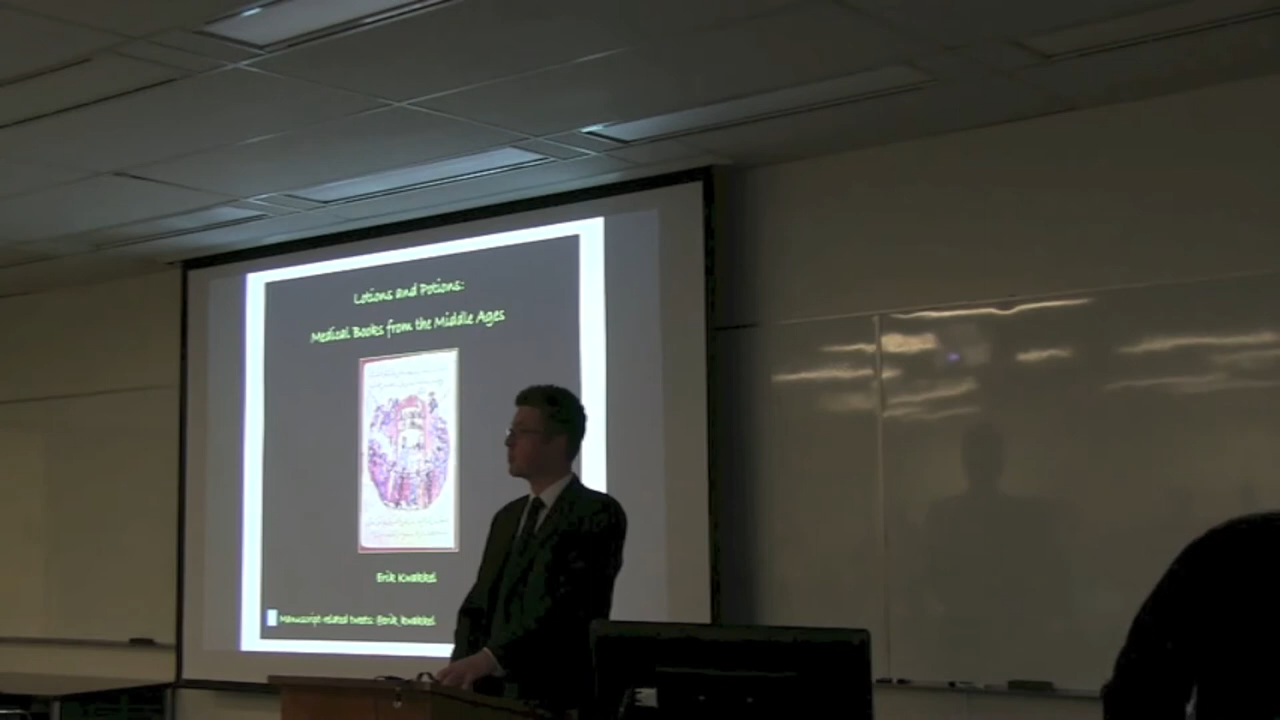 Lotions and Potions:
Medical Books from the Middle Ages
Erik Kwakkel
Manuscript-related tweets: @erik_kwakkel